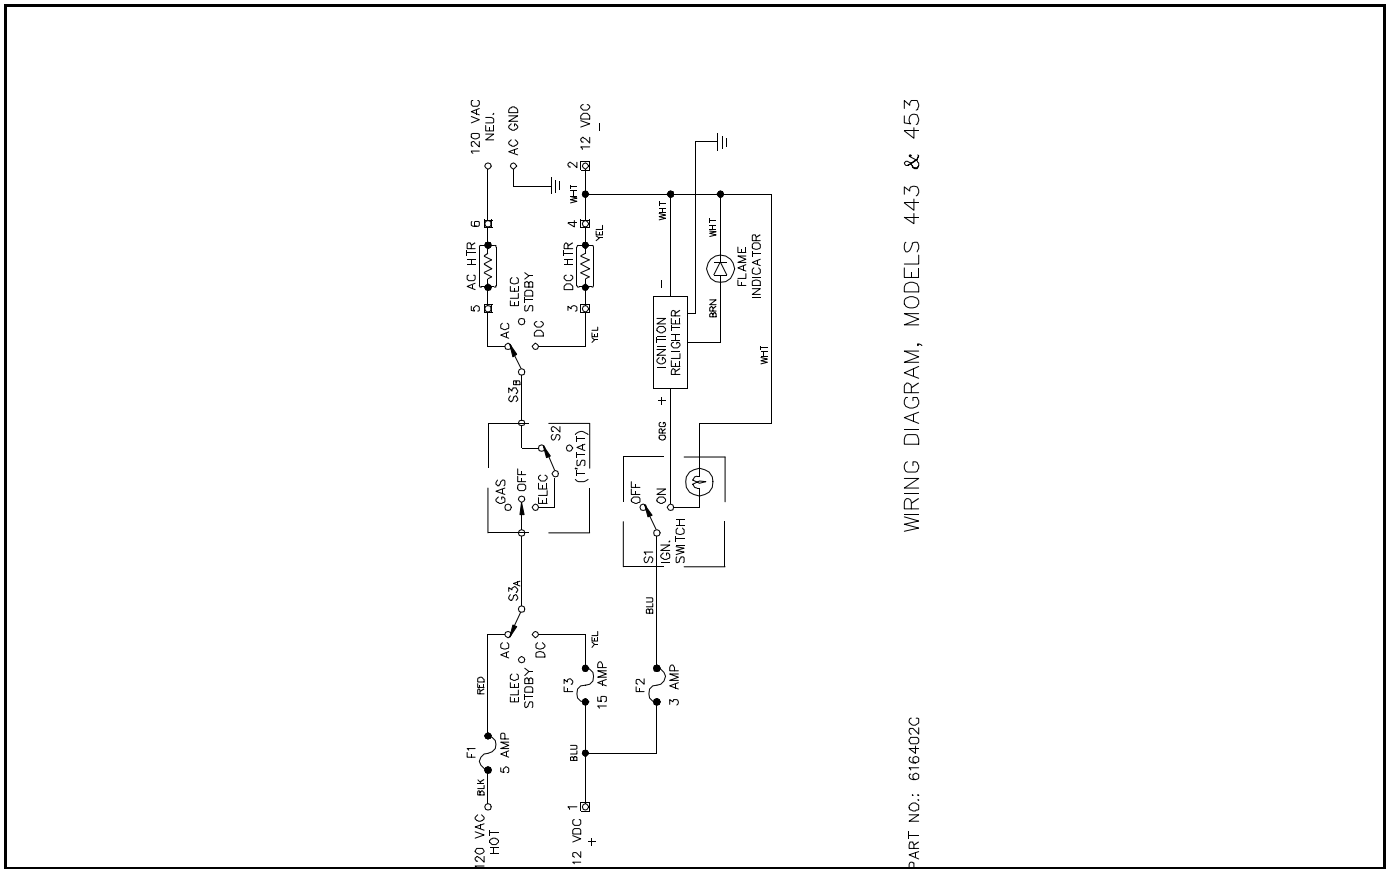 120 VAC
NEU.
AC GND
12 VDC
−
2
WHT
6
4
YEL
AC HTR
DC HTR
5
3
YEL
ELEC
STDBY
AC
DC
S3B
S2
(T'STAT)
GAS
OFF
ELEC
S3A
AC
DC
ELEC
STDBY
RED
F1
5 AMP
BLK
120 VAC
HOT
YEL
F3
15 AMP
BLU
1
12 VDC
+
F2
3 AMP
BLU
S1
IGN.
SWITCH
OFF
ON
ORG
+
IGNITION
RELIGHTER
−
WHT
WHT
BRN
FLAME
INDICATOR
WHT
WIRING DIAGRAM, MODELS 443 & 453
PART NO.: 616402C